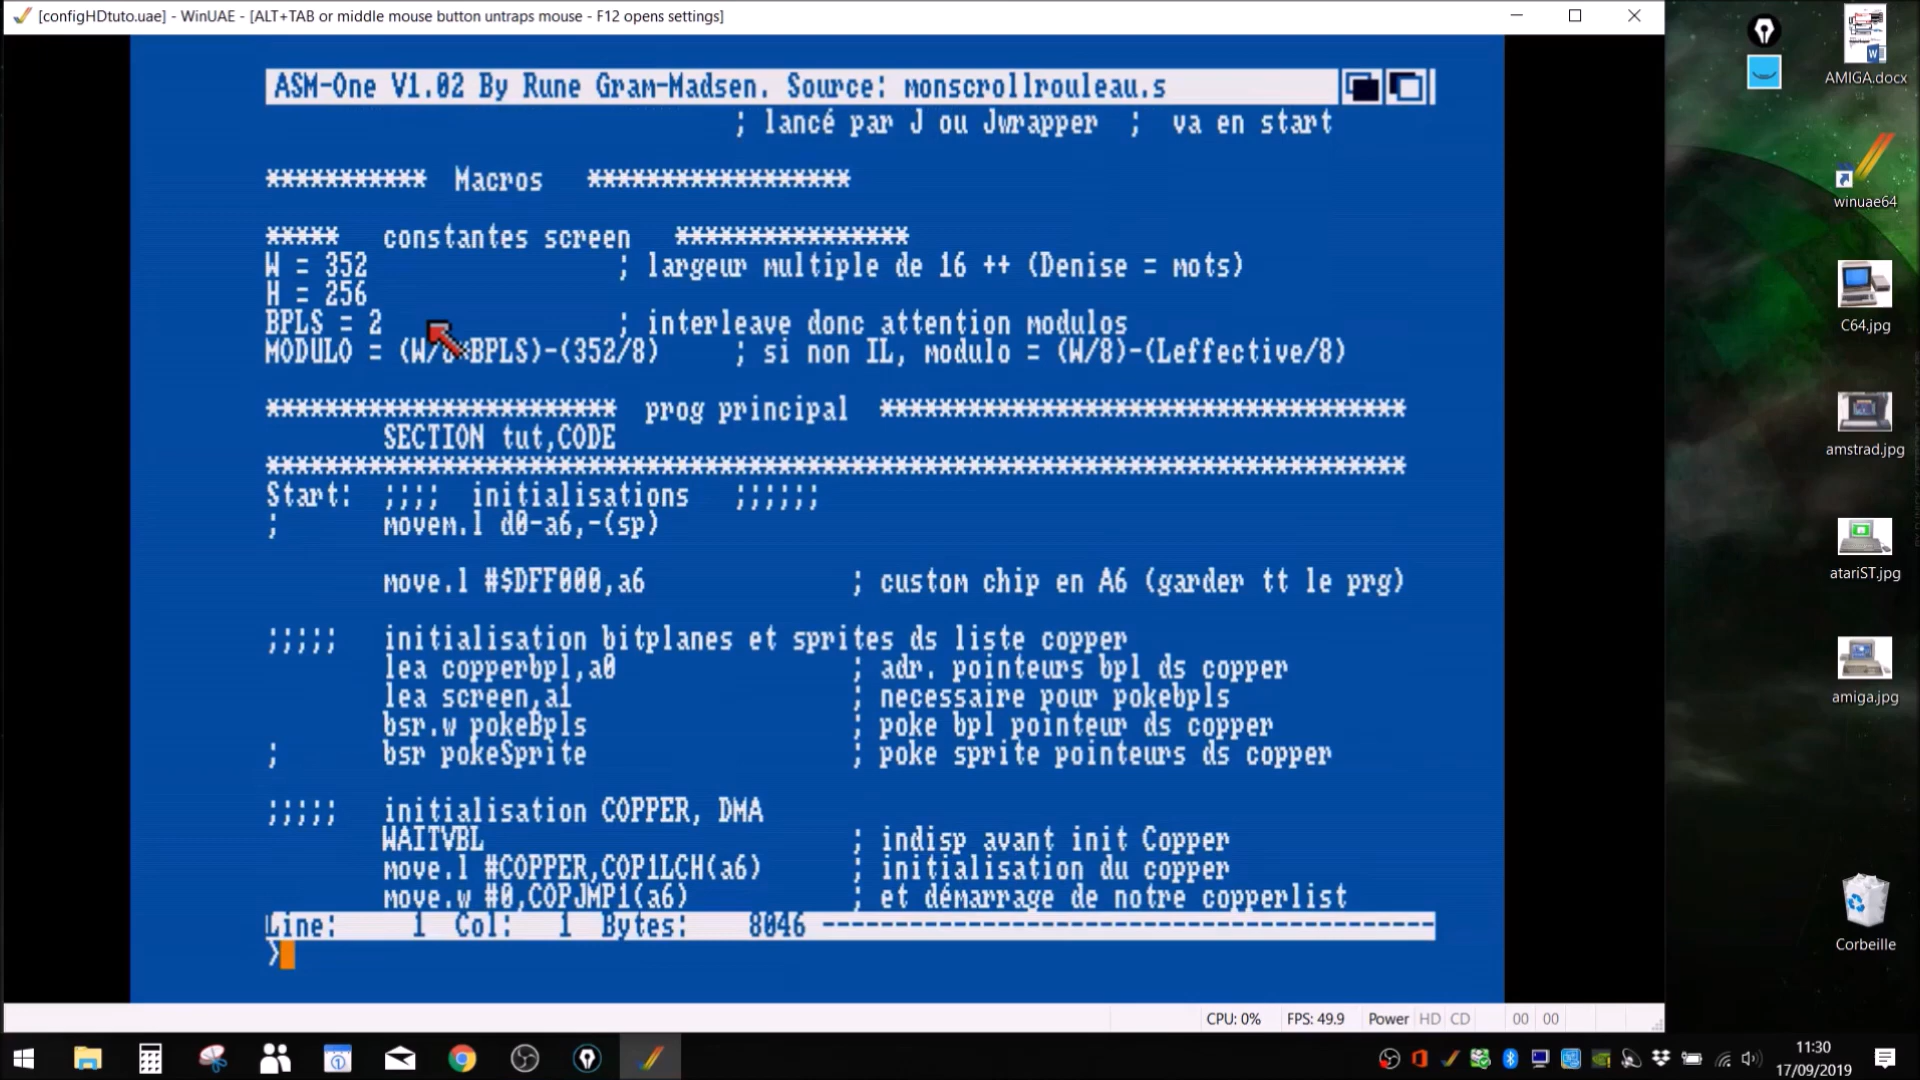 [configHDtuto.uae] - WinUAE - [ALT+TAB or middle mouse button untraps mouse - F12 opens settings]
ASM-One V1.02 By Rune Gram-Madsen. Source: monscrollrouleau.s
; lancé par J ou Jwrapper ; va en start
*********** Macros ******************
***** constantes screen ****************
W = 352 ; largeur multiple de 16 ++ (Denise = mots)
H = 256
BPLS = 2 ; interleave donc attention modulos
MODULO = (W/8*BPLS)-(352/8) ; si non IL, modulo = (W/8)-(Leffective/8)
************************ prog principal ************************************
SECTION tut,CODE
******************************************************************************
Start: ;;;; initialisations ;;;;;;
; movem.l d0-a6,-(sp)
move.l #$DFF000,a6 ; custom chip en A6 (garder tt le prg)
;;;;; initialisation bitplanes et sprites ds liste copper
lea copperbpl,a0 ; adr. pointeurs bpl ds copper
lea screen,a1 ; necessaire pour pokebpls
bsr.w pokeBpls ; poke bpl pointeur ds copper
; bsr pokeSprite ; poke sprite pointeurs ds copper
;;;;; initialisation COPPER, DMA
WAITVBL ; indisp avant init Copper
move.l #COPPER,COP1LCH(a6) ; initialisation du copper
move.w #0,COPJMP1(a6) ; et démarrage de notre copperlist
Line: 1 Col: 1 Bytes: 8046 ------------------------------------------
>
CPU: 0% FPS: 49.9 Power HD CD 00 00
AMIGA.docx
winuae64
C64.jpg
amstrad.jpg
atariST.jpg
amiga.jpg
Corbeille
11:30
17/09/2019